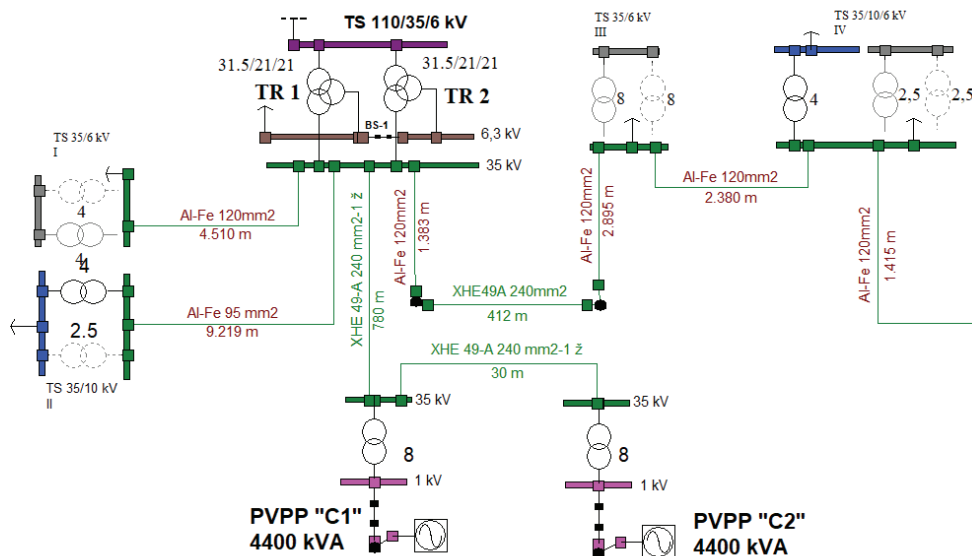 TS 110/35/6 kV
31.5/21/21
31.5/21/21
TR 1
TR 2
BS-1
6,3 kV
35 kV
TS 35/6 kV
III
8
8
TS 35/10/6 kV
IV
4
2,5
2,5
TS 35/6 kV
I
4
4
Al-Fe 120mm2
4.510 m
4
2.5
TS 35/10 kV
II
Al-Fe 95 mm2
9.219 m
XHE 49-A 240 mm2-1 ž
780 m
Al-Fe 120mm2
1.383 m
XHE49A 240mm2
412 m
Al-Fe 120mm2
2.895 m
Al-Fe 120mm2
2.380 m
Al-Fe 120mm2
1.415 m
XHE 49-A 240 mm2-1 ž
30 m
35 kV
8
1 kV
PVPP "C1"
4400 kVA
35 kV
8
1 kV
PVPP "C2"
4400 kVA